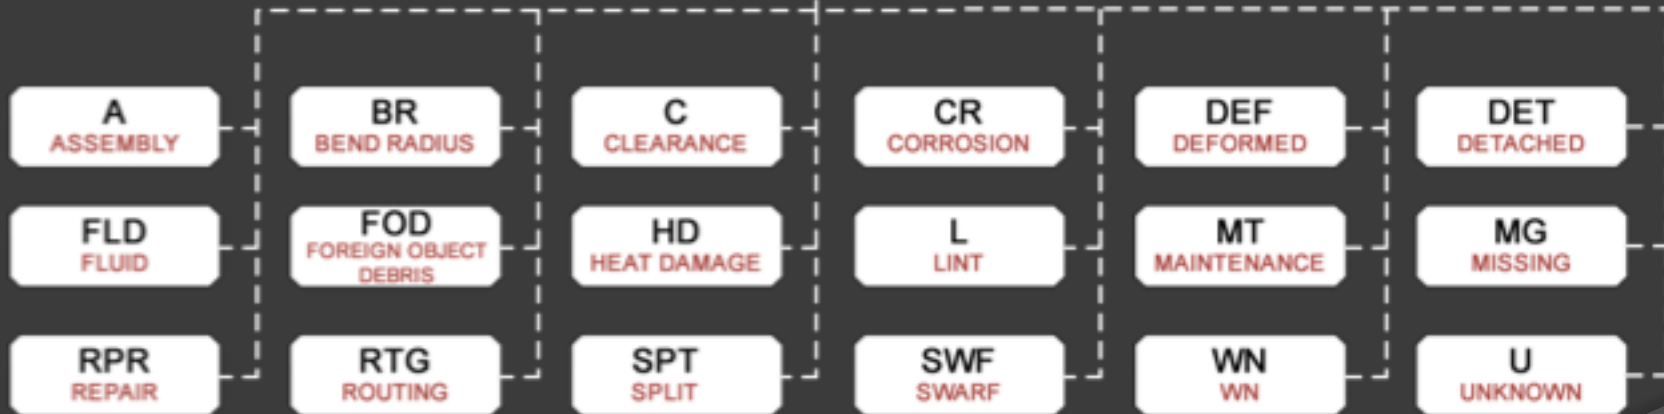 A
ASSEMBLY
BR
BEND RADIUS
C
CLEARANCE
CR
CORROSION
DEF
DEFORMED
DET
DETACHED
FLD
FLUID
FOD
FOREIGN OBJECT
DEBRIS
HD
HEAT DAMAGE
L
LINT
MT
MAINTENANCE
MG
MISSING
RPR
REPAIR
RTG
ROUTING
SPT
SPLIT
SWF
SWARF
WN
WN
U
UNKNOWN